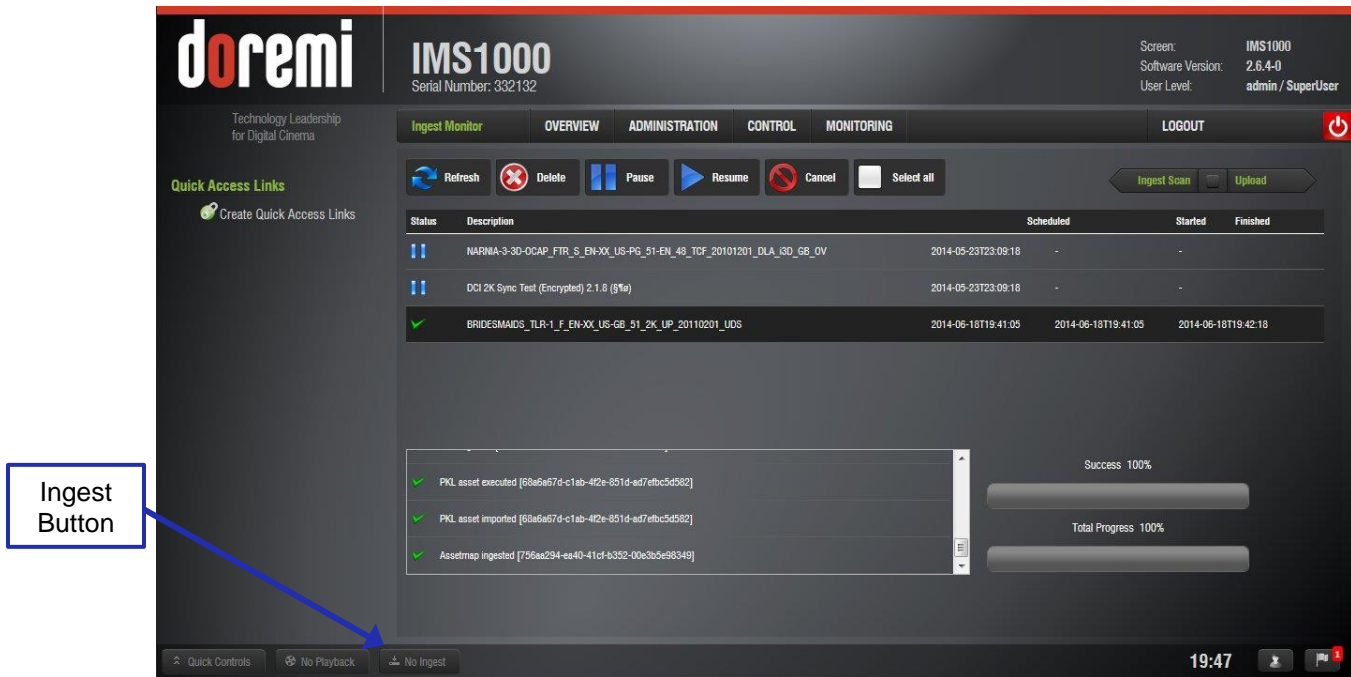 doremi
Technology Leadership
for Digital Cinema
IMS1000
Serial Number: 332132
Screen: IMS1000
Software Version: 2.6.4-0
User Level: admin / SuperUser
Ingest Monitor OVERVIEW ADMINISTRATION CONTROL MONITORING LOGOUT
Quick Access Links
Create Quick Access Links
Refresh Delete Pause Resume Cancel Select all
Ingest Scan Upload
Status Description Scheduled Started Finished
NARNIA-3-3D-OCAP_FTR_S_EN-XX_US-PG_51-EN_48_TCF_20101201_DLA_i3D_GB_OV 2014-05-23T23:09:18 - -
DCI 2K Sync Test (Encrypted) 2.1.8 (§¶ø) 2014-05-23T23:09:18 - -
BRIDESMAIDS_TLR-1_F_EN-XX_US-GB_51_2K_UP_20110201_UDS 2014-06-18T19:41:05 2014-06-18T19:41:05 2014-06-18T19:42:18
PKL asset executed [68a6a67d-c1ab-4f2e-851d-ad7efbc5d582]
PKL asset imported [68a6a67d-c1ab-4f2e-851d-ad7efbc5d582]
Assetmap ingested [756aa294-ea40-41cf-b352-00e3b5e98349]
Success 100%
Total Progress 100%
Ingest
Button
Quick Controls No Playback No Ingest
19:47
1